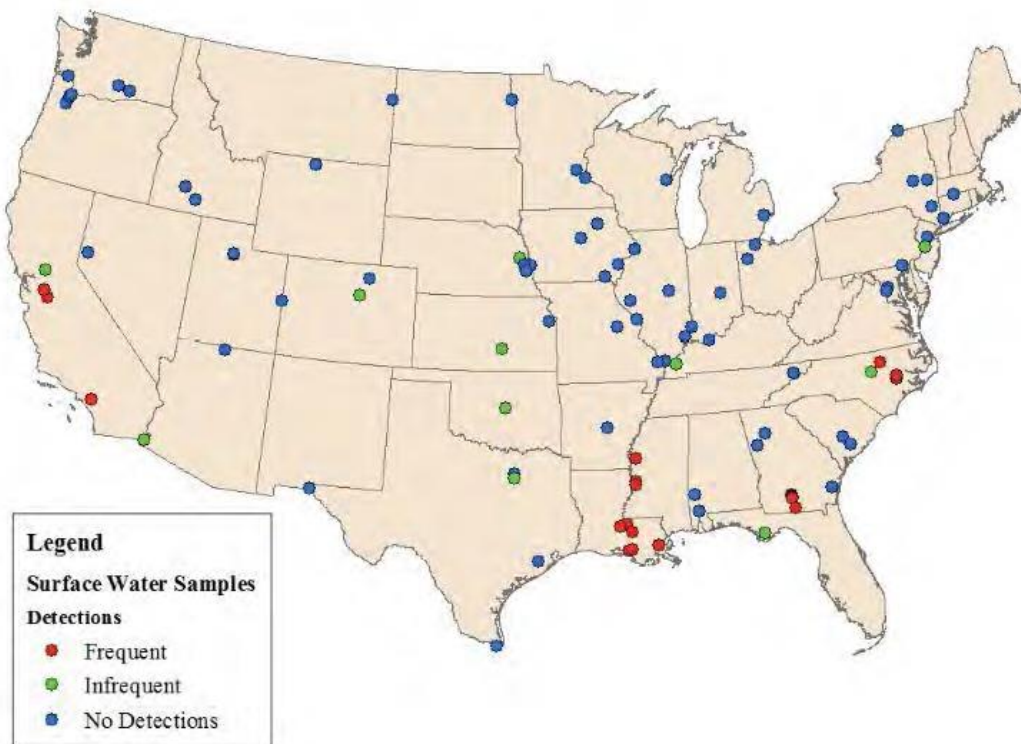 Legend
Surface Water Samples
Detections
Frequent
Infrequent
No Detections